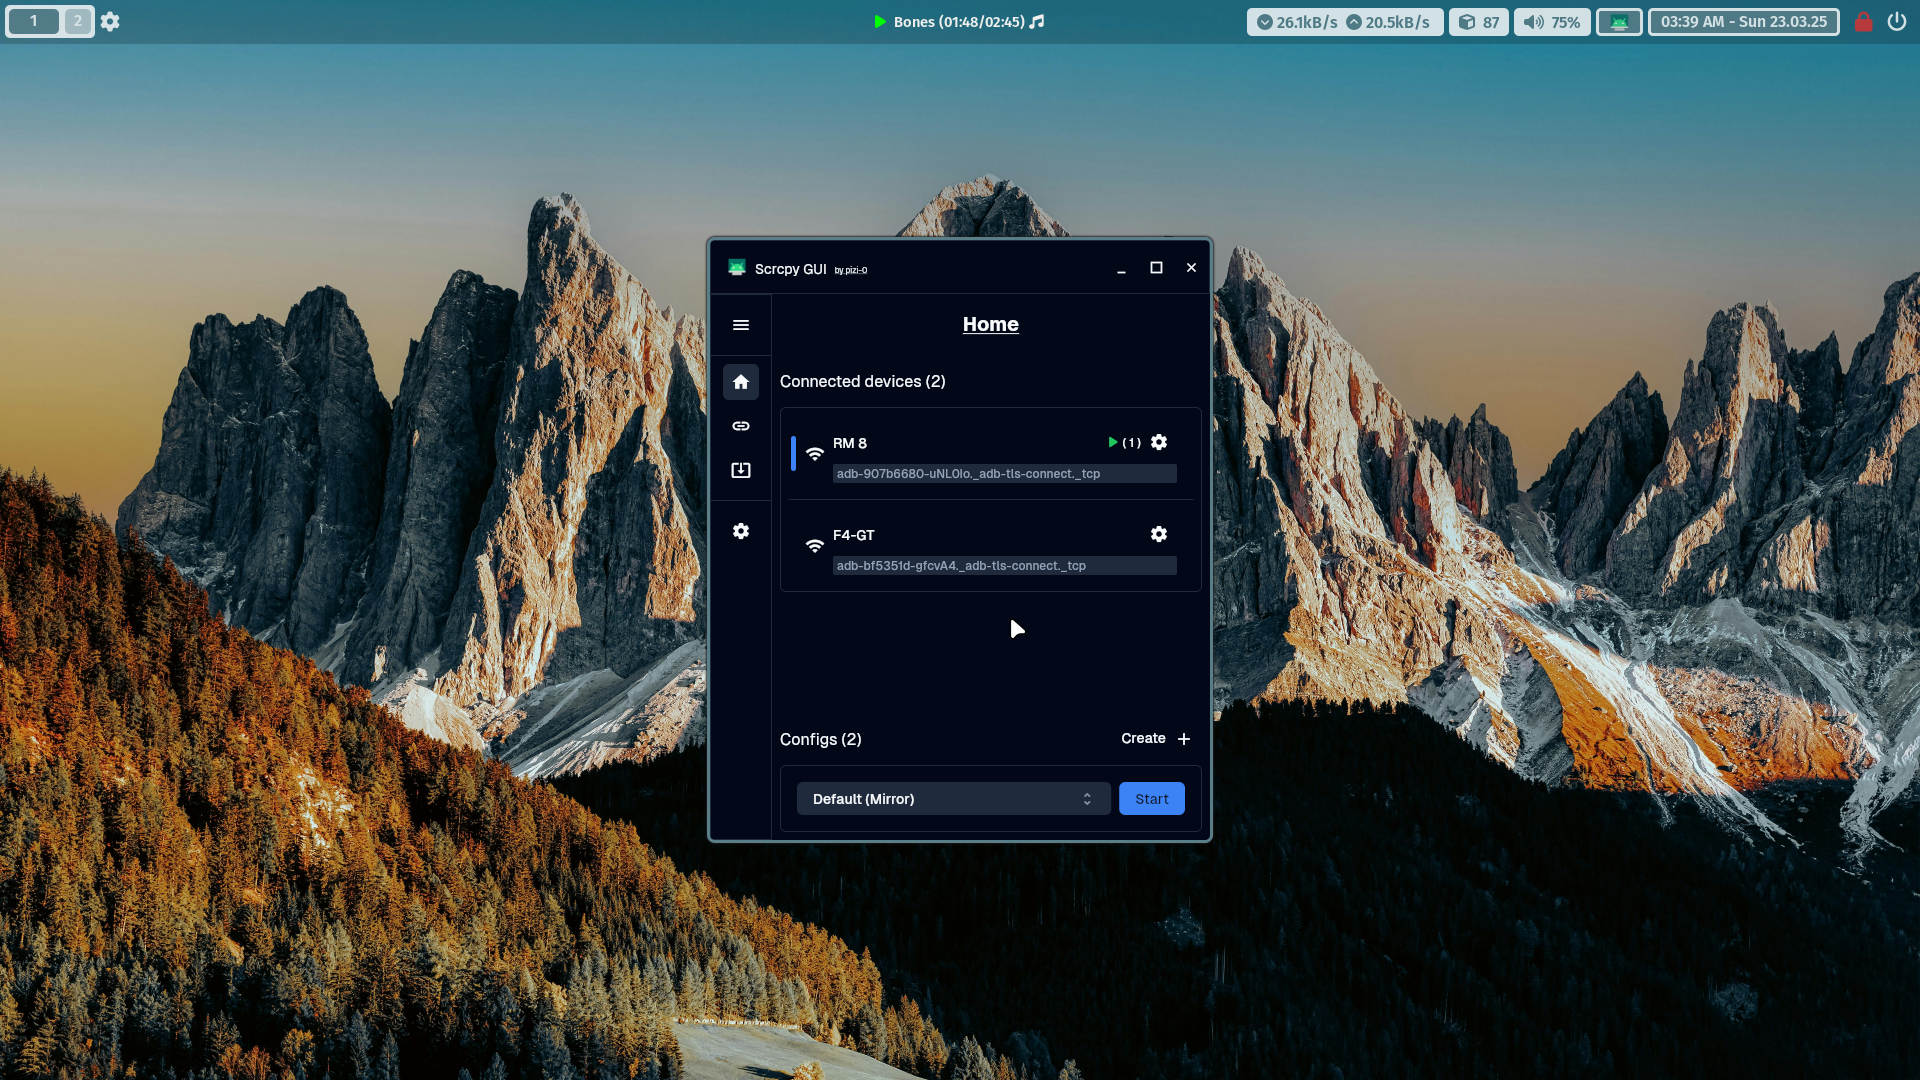 1 2
Bones (01:48/02:45)
26.1kB/s 20.5kB/s 87 75% 03:39 AM - Sun 23.03.25
Scrcpy GUI by pizi-0
Home
Connected devices (2)
RM 8 (1)
adb-907b6680-uNL0Io._adb-tls-connect._tcp
F4-GT
adb-bf5351d-gfcvA4._adb-tls-connect._tcp
Configs (2) Create
Default (Mirror) Start